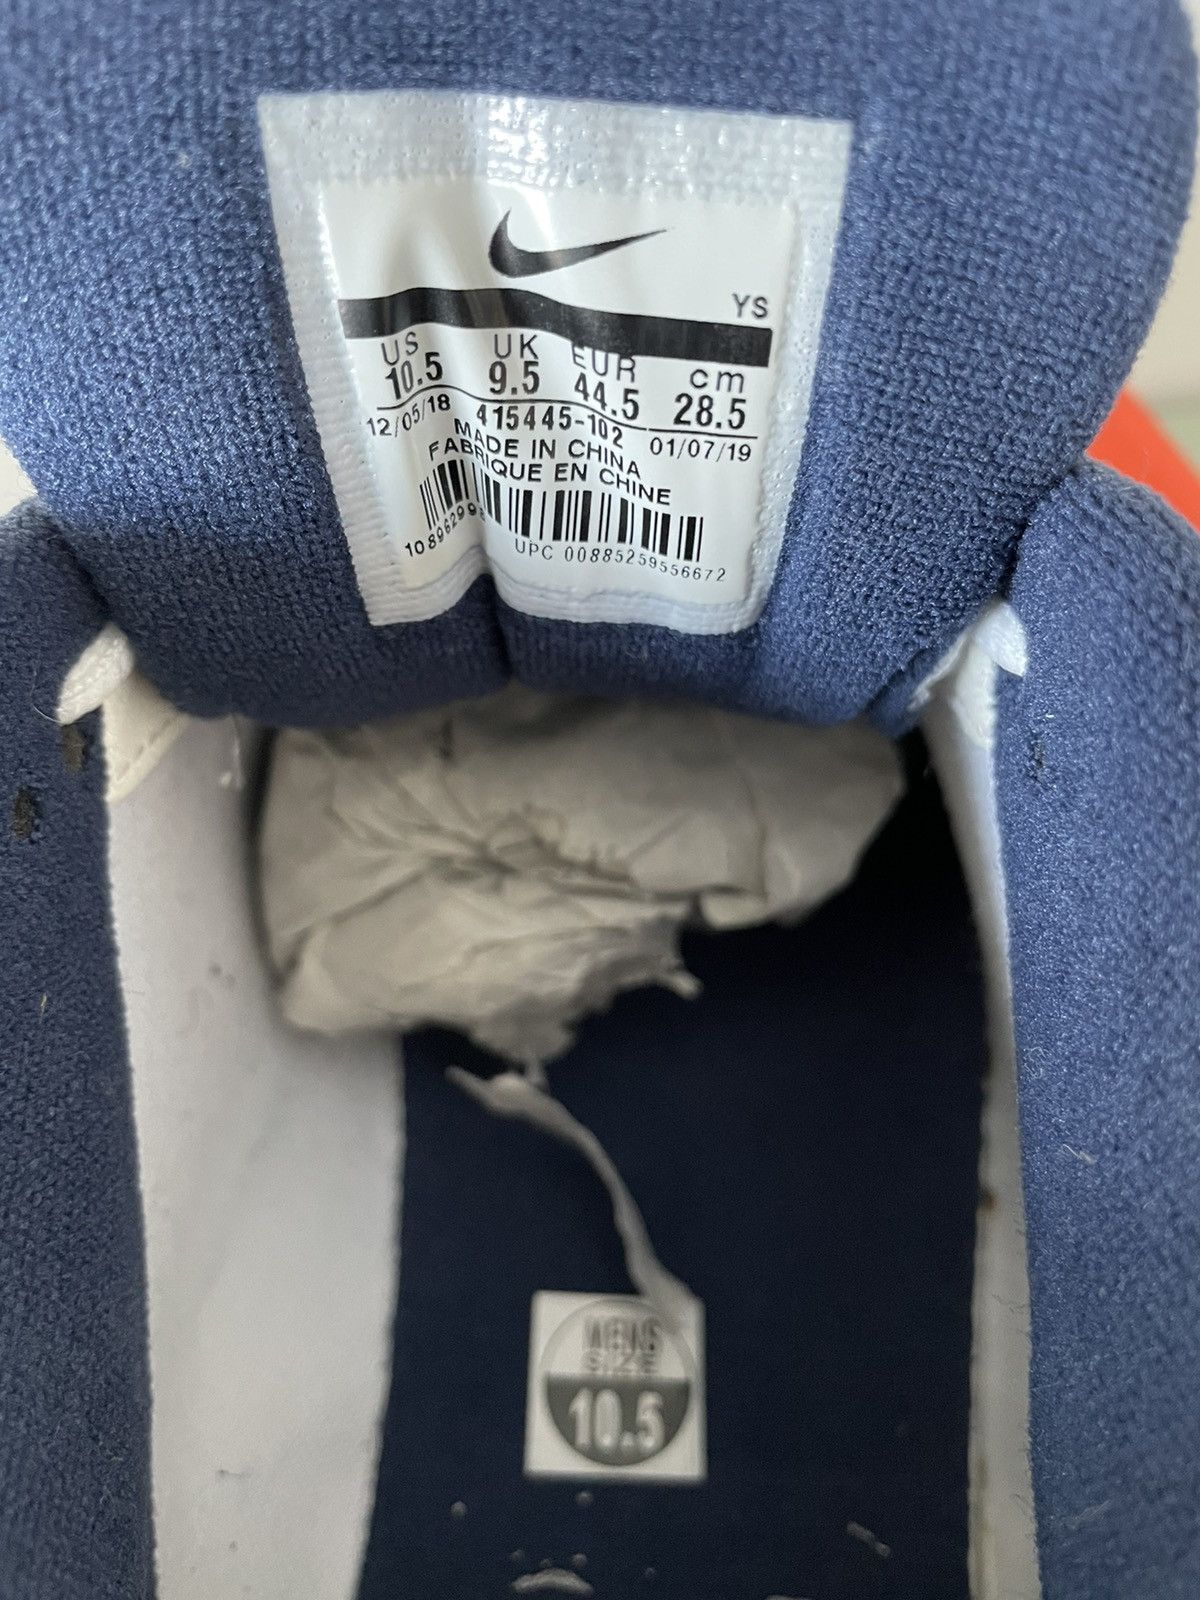 YS
US UK EUR cm
10.5 9.5 44.5 28.5
12/05/18 415445-102 01/07/19
MADE IN CHINA
FABRIQUE EN CHINE
UPC 00885259556672
MENS
SIZE
10.5